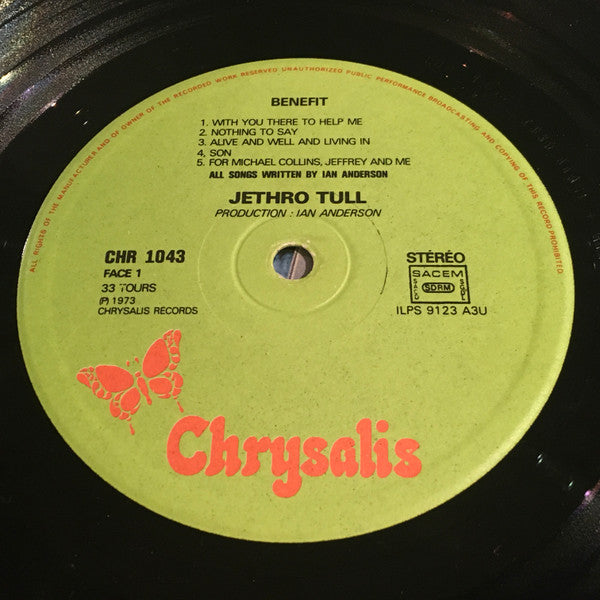 ALL RIGHTS OF THE MANUFACTURER AND OF OWNER OF THE RECORDED WORK RESERVED UNAUTHORIZED PUBLIC PERFORMANCE BROADCASTING AND COPYING OF THIS RECORD PROHIBITED.
BENEFIT
1. WITH YOU THERE TO HELP ME
2. NOTHING TO SAY
3. ALIVE AND WELL AND LIVING IN
4, SON
5. FOR MICHAEL COLLINS, JEFFREY AND ME
ALL SONGS WRITTEN BY IAN ANDERSON
JETHRO TULL
PRODUCTION : IAN ANDERSON
CHR 1043
FACE 1
33 TOURS
(P) 1973
CHRYSALIS RECORDS
STÉRÉO
SACEM
SACD SDRM SGDL
ILPS 9123 A3U
Chrysalis